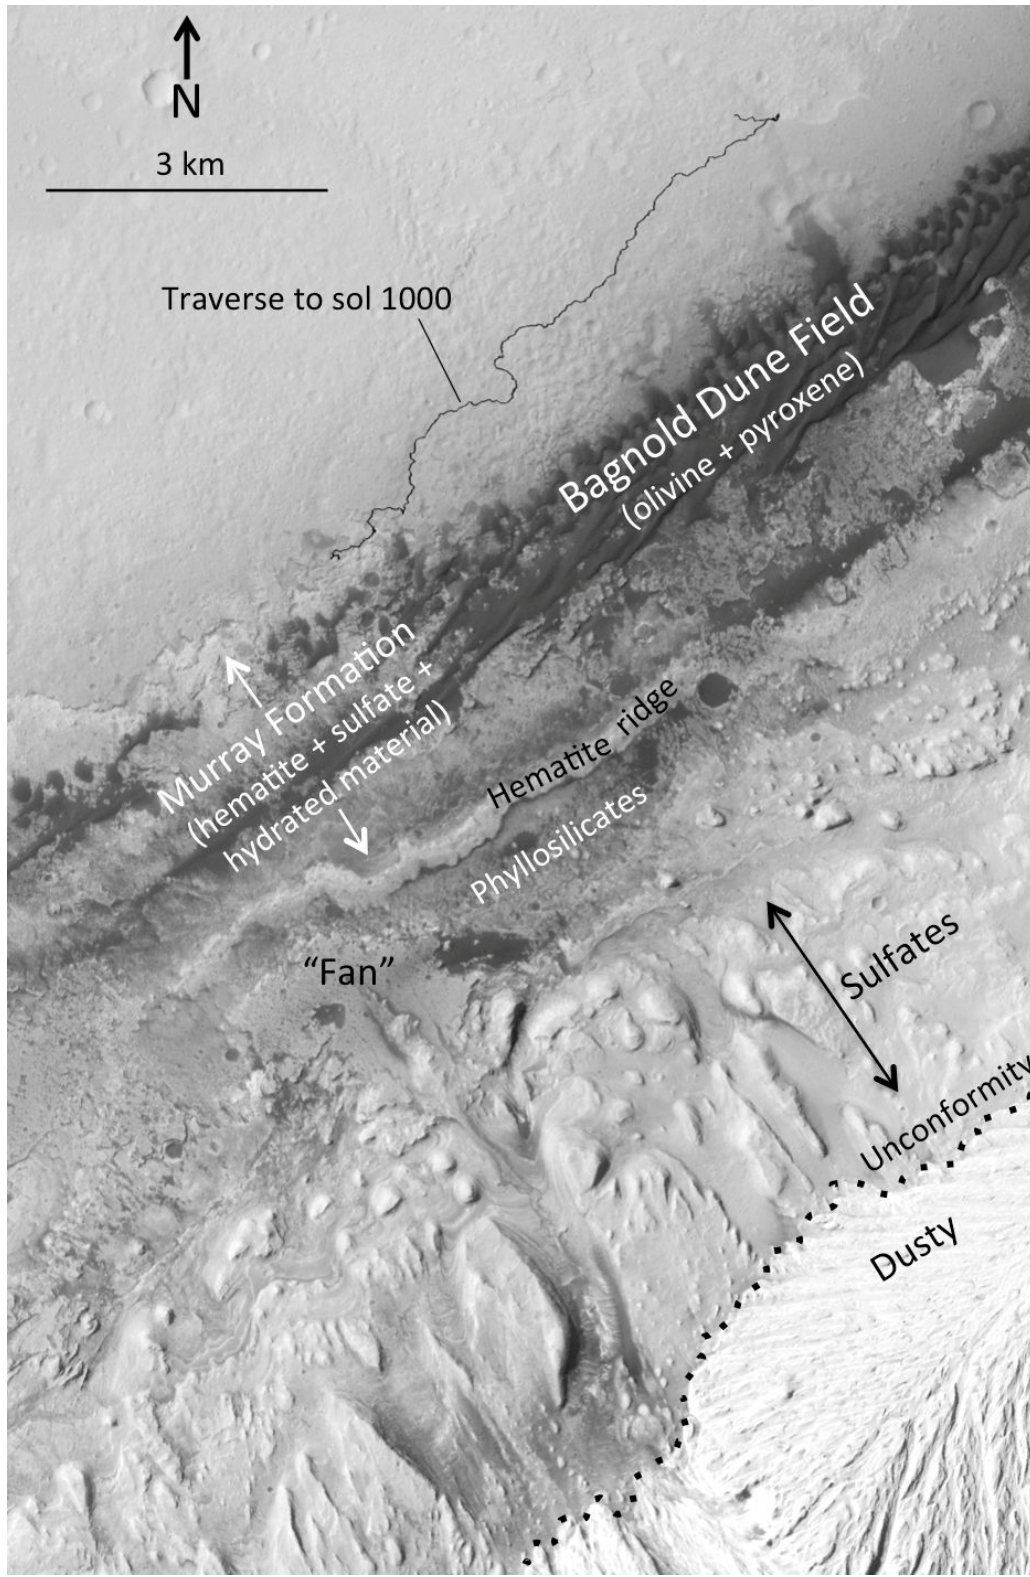 N
3 km
Traverse to sol 1000
Bagnold Dune Field
(olivine + pyroxene)
Murray Formation
(hematite + sulfate +
hydrated material)
Hematite ridge
Phyllosilicates
"Fan"
Sulfates
Unconformity
Dusty